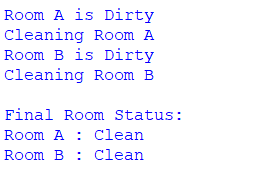 Room A is Dirty
Cleaning Room A
Room B is Dirty
Cleaning Room B
Final Room Status:
Room A : Clean
Room B : Clean